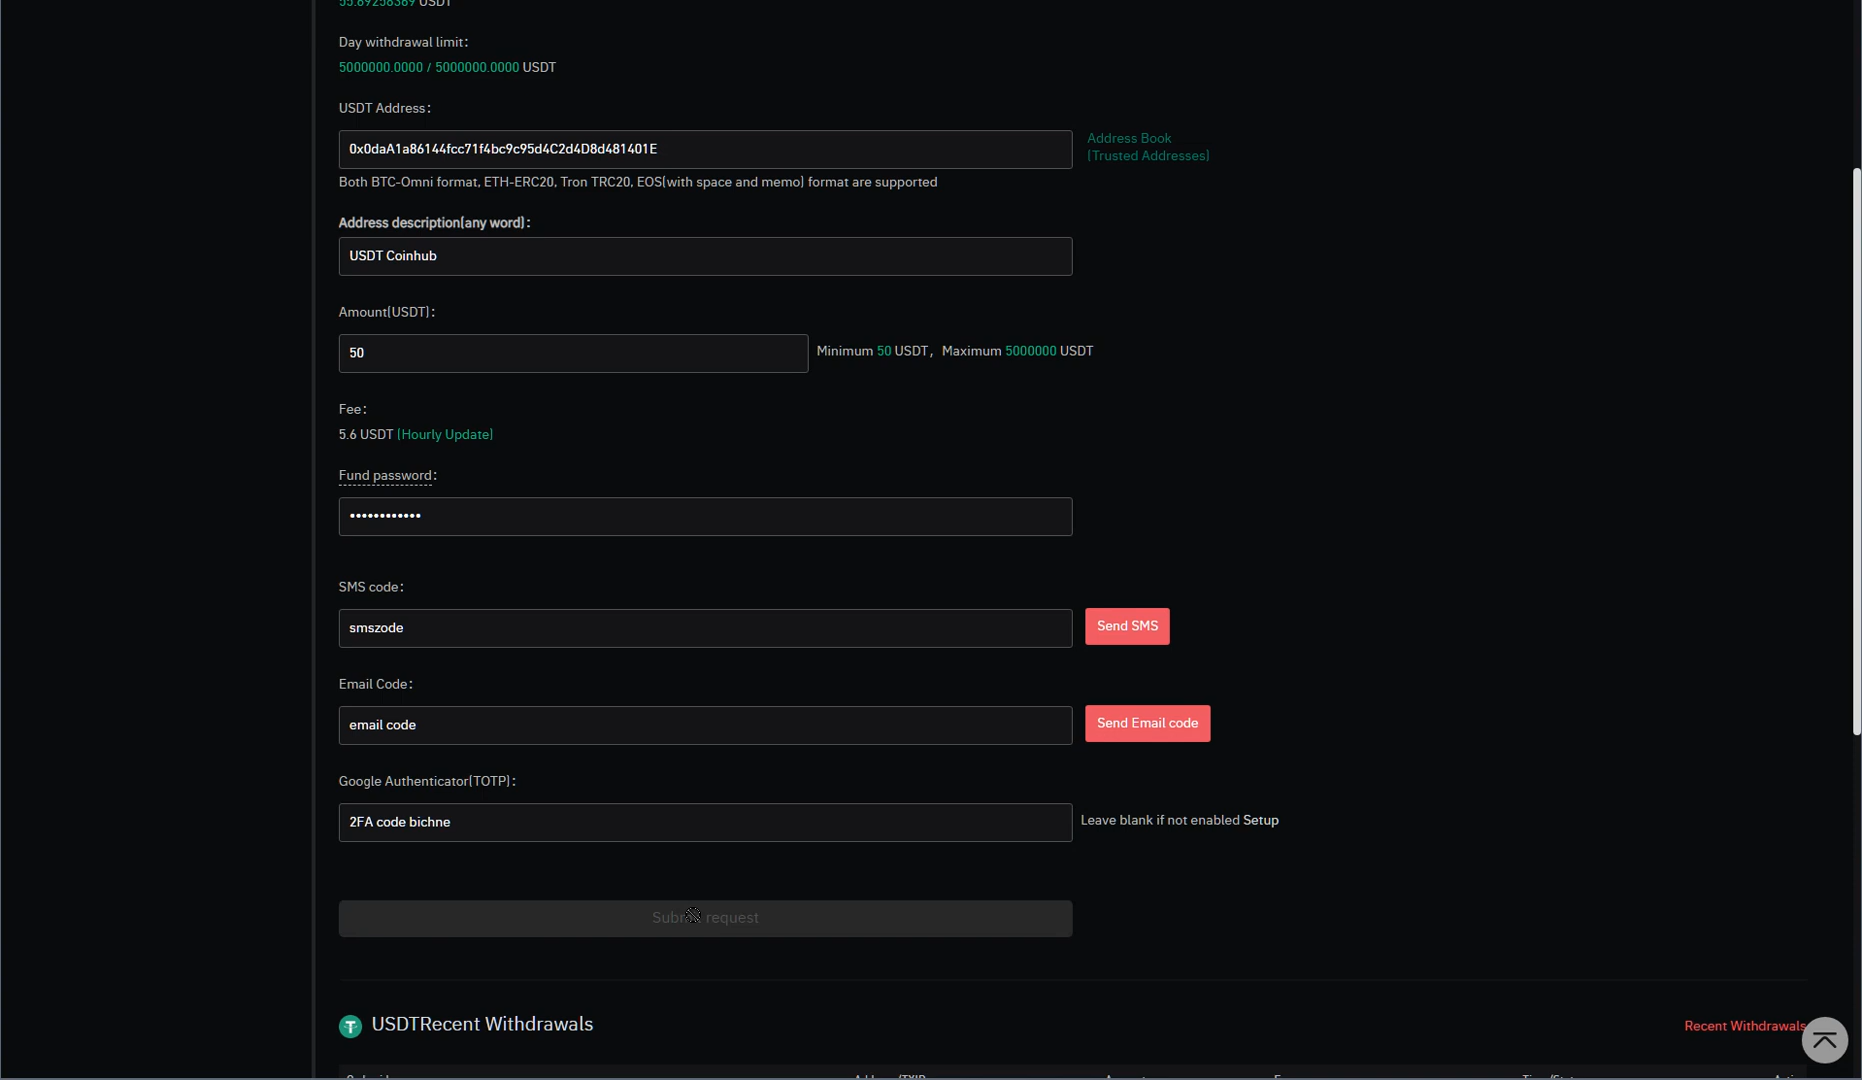 55.69258389 USDT
Day withdrawal limit:
5000000.0000 / 5000000.0000 USDT
USDT Address:
0x0daA1a86144fcc71f4bc9c95d4C2d4D8d481401E
Address Book
(Trusted Addresses)
Both BTC-Omni format, ETH-ERC20, Tron TRC20, EOS(with space and memo) format are supported
Address description(any word):
USDT Coinhub
Amount(USDT):
50
Minimum 50 USDT, Maximum 5000000 USDT
Fee:
5.6 USDT (Hourly Update)
Fund password:
••••••••••••
SMS code:
smszode
Send SMS
Email Code:
email code
Send Email code
Google Authenticator(TOTP):
2FA code bichne
Leave blank if not enabled Setup
Submit request
USDTRecent Withdrawals
Recent Withdrawals